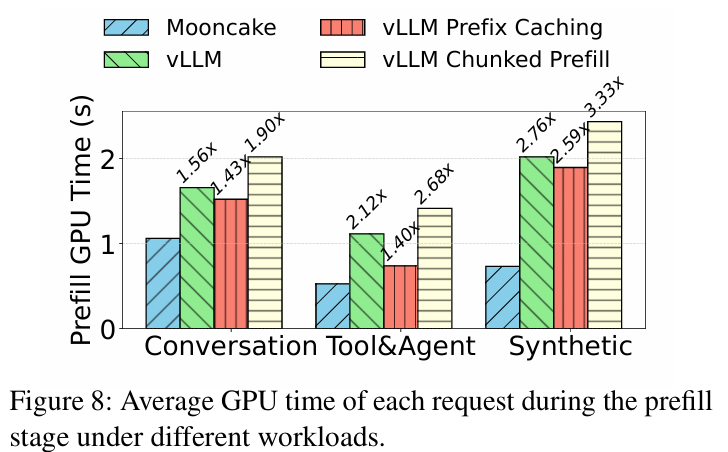 Mooncake
vLLM
vLLM Prefix Caching
vLLM Chunked Prefill
Prefill GPU Time (s)
2
1
0
1.56x
1.43x
1.90x
2.12x
1.40x
2.68x
2.76x
2.59x
3.33x
Conversation Tool&Agent Synthetic
Figure 8: Average GPU time of each request during the prefill
stage under different workloads.